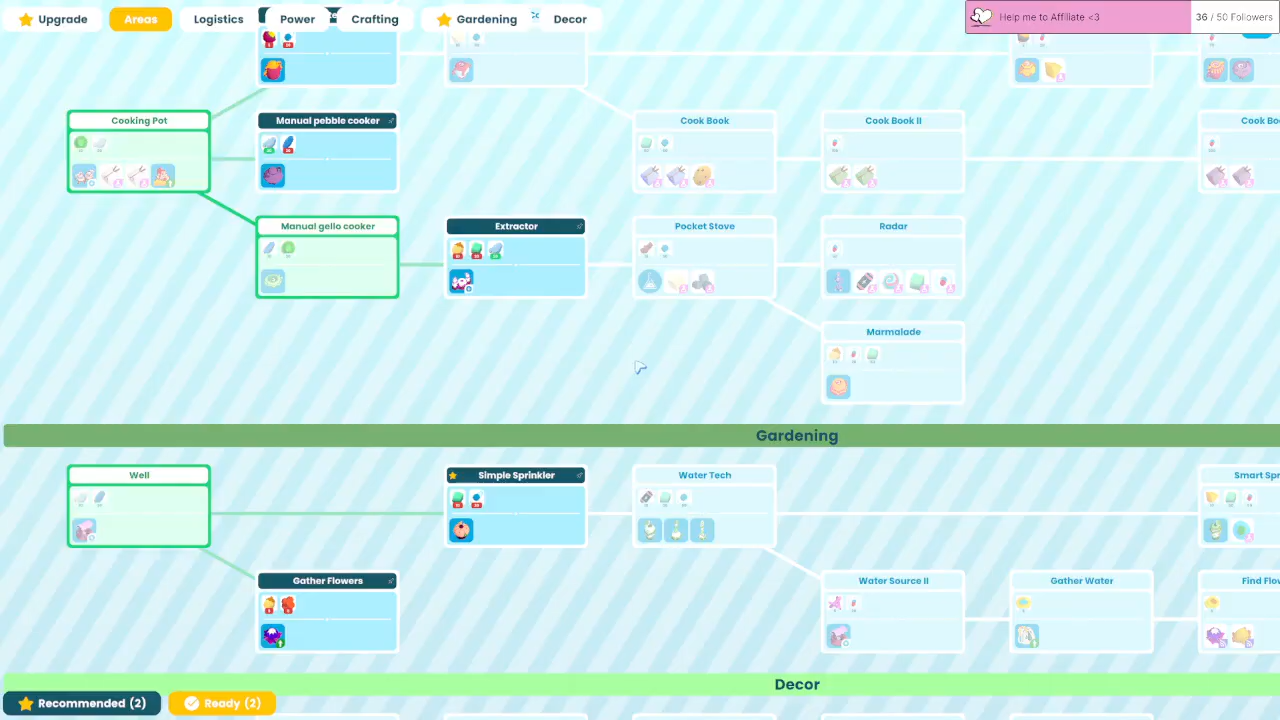 Upgrade
Areas
Logistics
Power
Crafting
Gardening
Decor
Help me to Affiliate <3
36 / 50 Followers
Cooking Pot
Manual pebble cooker
Cook Book
Cook Book II
Cook Bo
Manual gello cooker
Extractor
Pocket Stove
Radar
Marmalade
Gardening
Well
Simple Sprinkler
Water Tech
Smart Spr
Gather Flowers
Water Source II
Gather Water
Find Flow
Decor
Recommended (2)
Ready (2)